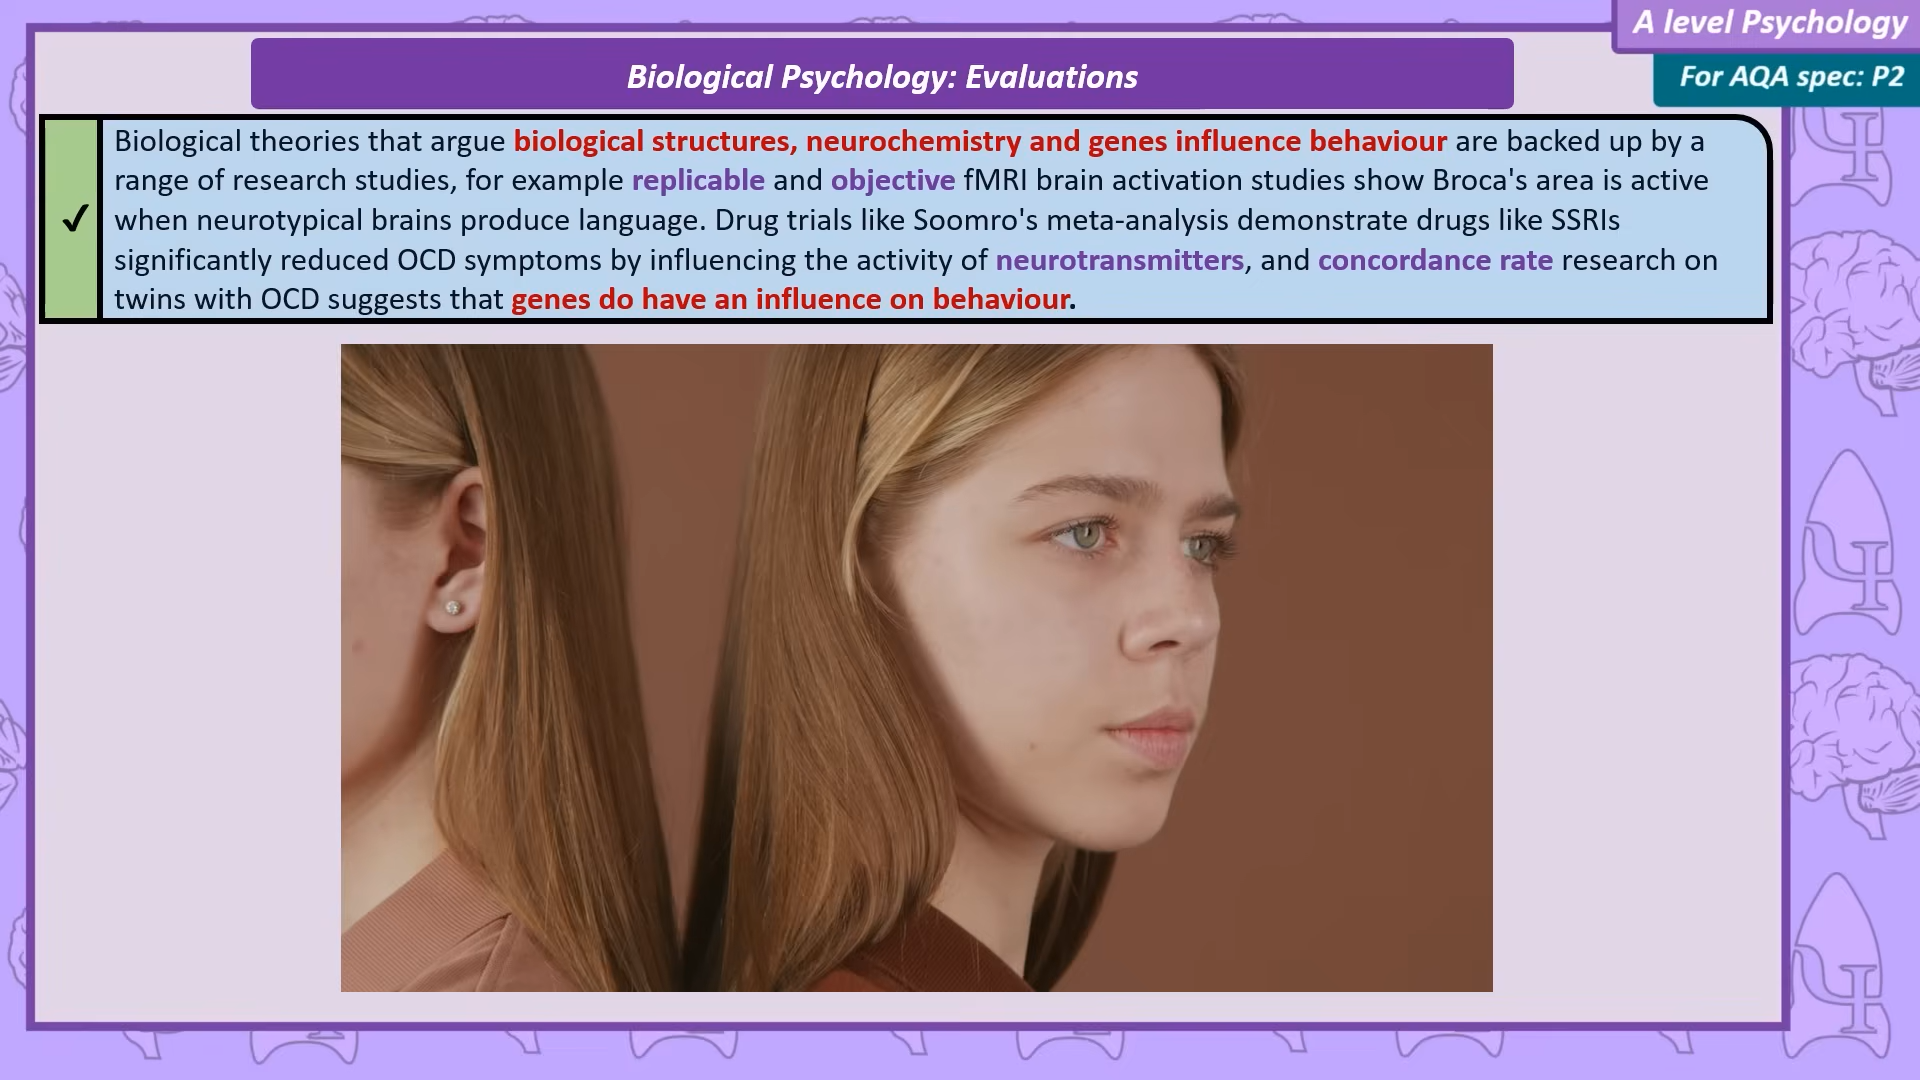 A level Psychology
Biological Psychology: Evaluations
For AQA spec: P2
Biological theories that argue biological structures, neurochemistry and genes influence behaviour are backed up by a
range of research studies, for example replicable and objective fMRI brain activation studies show Broca's area is active
when neurotypical brains produce language. Drug trials like Soomro's meta-analysis demonstrate drugs like SSRIs
significantly reduced OCD symptoms by influencing the activity of neurotransmitters, and concordance rate research on
twins with OCD suggests that genes do have an influence on behaviour.